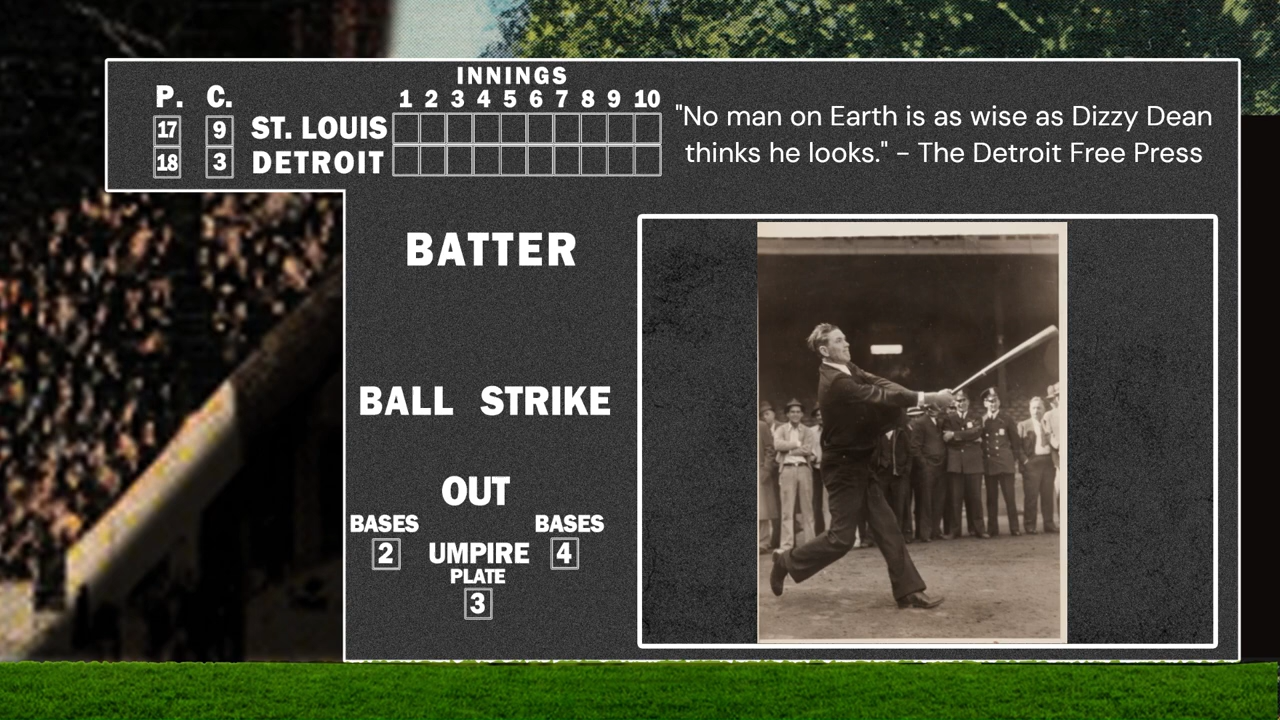 INNINGS
P. C. 1 2 3 4 5 6 7 8 9 10
17 9 ST. LOUIS
18 3 DETROIT
"No man on Earth is as wise as Dizzy Dean
thinks he looks." – The Detroit Free Press
BATTER
BALL STRIKE
OUT
BASES BASES
2 UMPIRE 4
PLATE
3